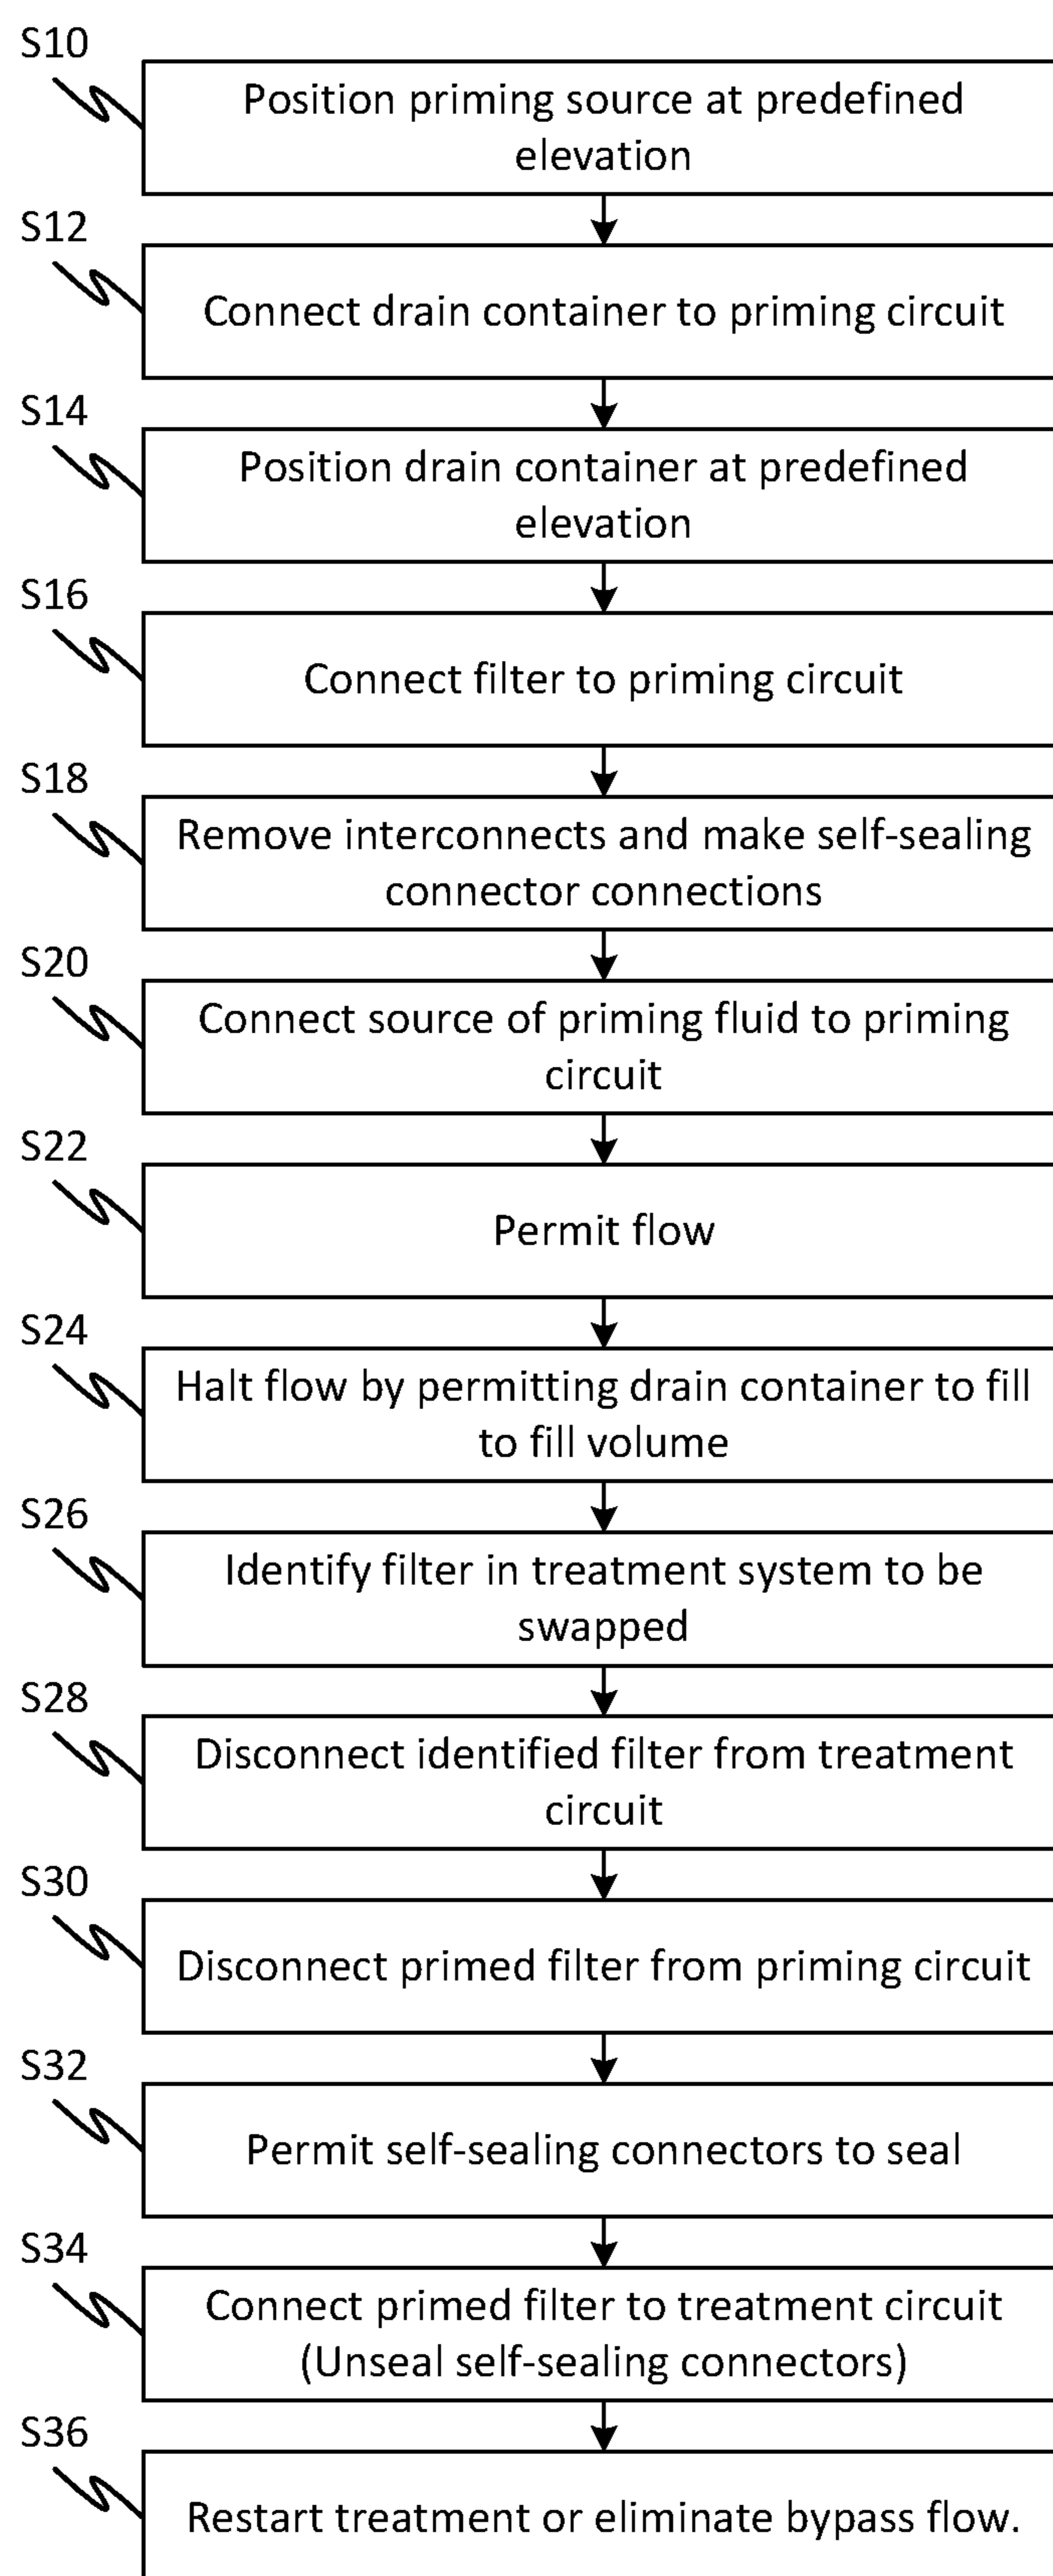 S10
Position priming source at predefined
elevation
S12
Connect drain container to priming circuit
S14
Position drain container at predefined
elevation
S16
Connect filter to priming circuit
S18
Remove interconnects and make self-sealing
connector connections
S20
Connect source of priming fluid to priming
circuit
S22
Permit flow
S24
Halt flow by permitting drain container to fill
to fill volume
S26
Identify filter in treatment system to be
swapped
S28
Disconnect identified filter from treatment
circuit
S30
Disconnect primed filter from priming circuit
S32
Permit self-sealing connectors to seal
S34
Connect primed filter to treatment circuit
(Unseal self-sealing connectors)
S36
Restart treatment or eliminate bypass flow.